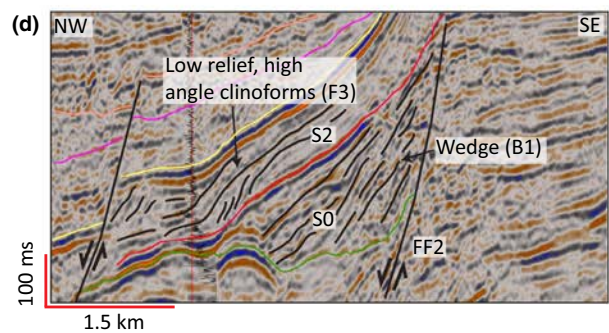 (d)
NW
SE
Low relief, high
angle clinoforms (F3)
S2
Wedge (B1)
S0
FF2
100 ms
1.5 km